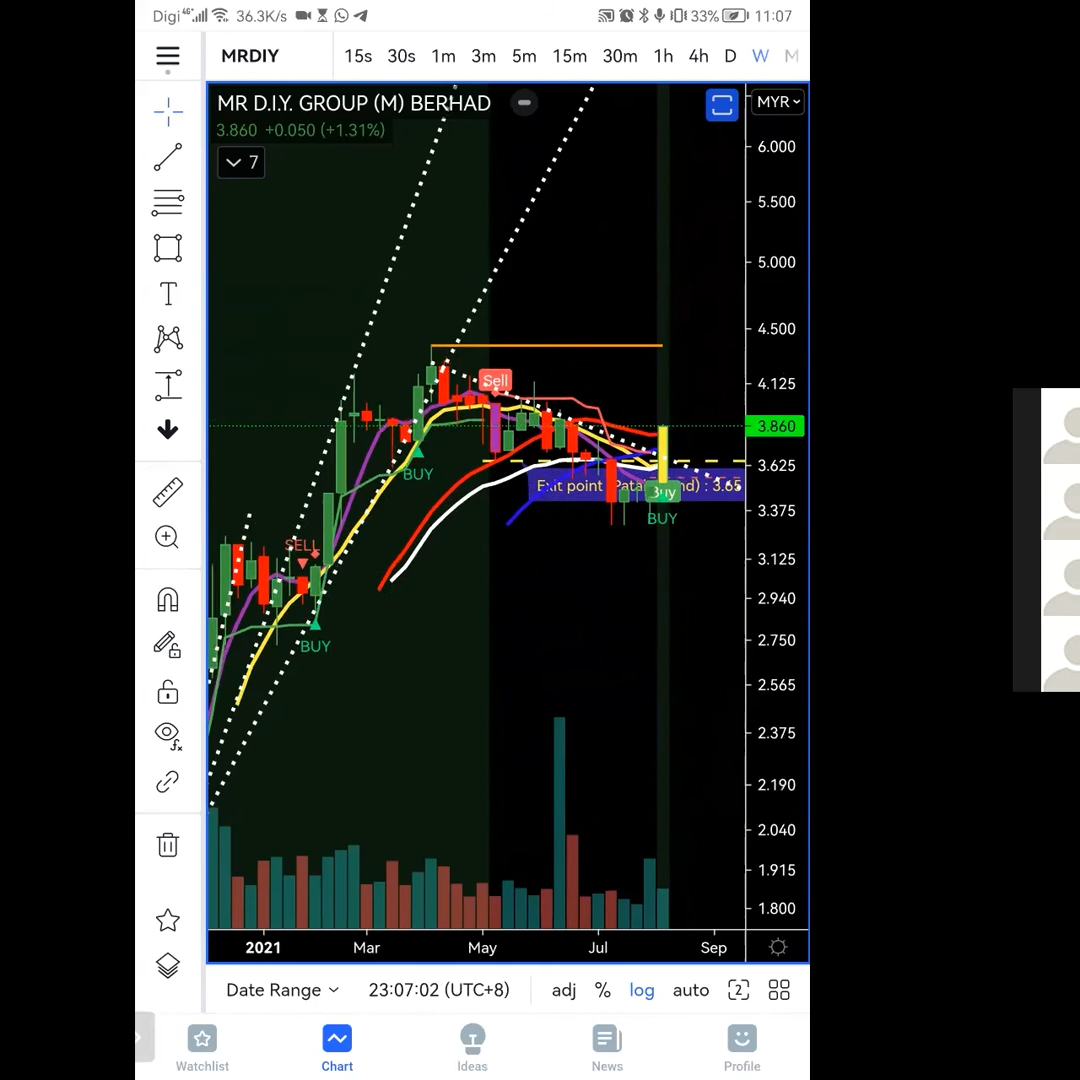 Digi 4G 36.3K/s 33% 11:07
MRDIY 15s 30s 1m 3m 5m 15m 30m 1h 4h D W M
MR D.I.Y. GROUP (M) BERHAD
MYR
3.860 +0.050 (+1.31%)
7
6.000
5.500
5.000
4.500
4.125
3.860
3.625
3.375
3.125
2.940
2.750
2.565
2.375
2.190
2.040
1.915
1.800
Sell
BUY
Exit point : 3.65
Buy
BUY
SELL
BUY
T
2021 Mar May Jul Sep
Date Range 23:07:02 (UTC+8) adj % log auto 2
Watchlist Chart Ideas News Profile